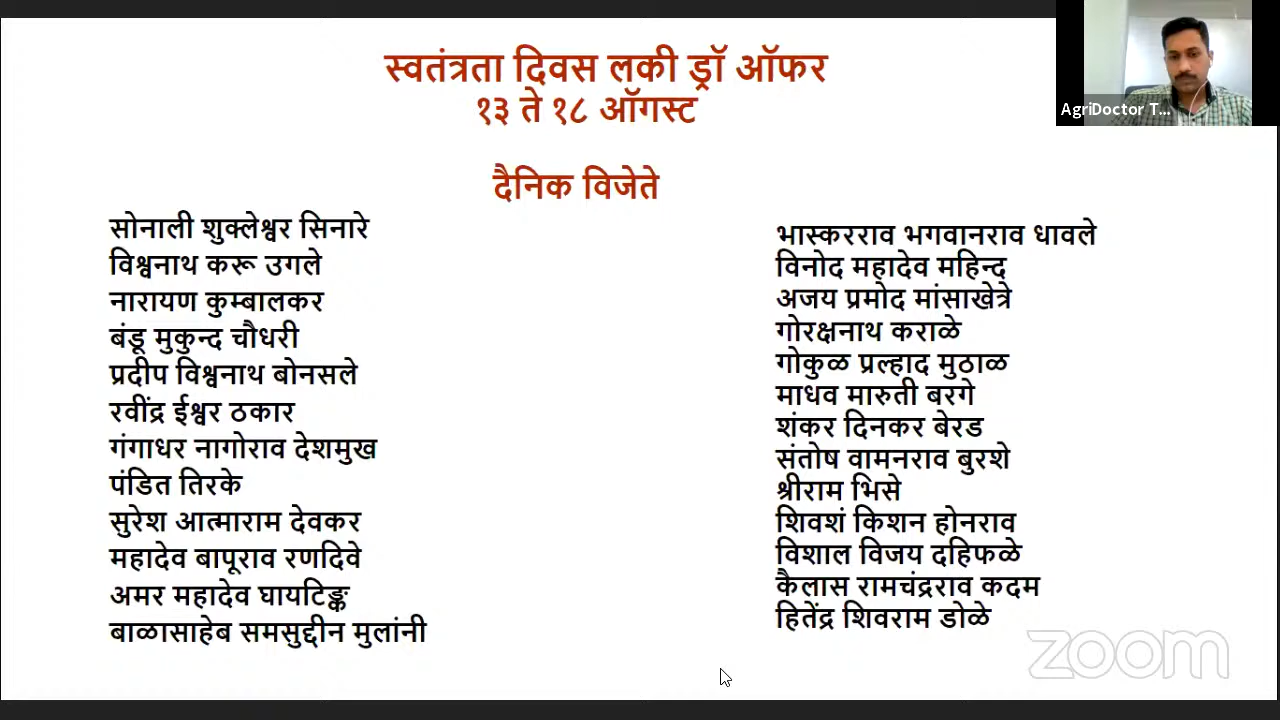 स्वतंत्रता दिवस लकी ड्रॉ ऑफर
१३ ते १८ ऑगस्ट
AgriDoctor T...
दैनिक विजेते
सोनाली शुक्लेश्वर सिनारे
विश्वनाथ करू उगले
नारायण कुम्बालकर
बंडू मुकुन्द चौधरी
प्रदीप विश्वनाथ बोनसले
रवींद्र ईश्वर ठकार
गंगाधर नागोराव देशमुख
पंडित तिरके
सुरेश आत्माराम देवकर
महादेव बापूराव रणदिवे
अमर महादेव घायटिङ्क
बाळासाहेब समसुद्दीन मुलांनी
भास्करराव भगवानराव धावले
विनोद महादेव महिन्द
अजय प्रमोद मांसाखेत्रे
गोरक्षनाथ कराळे
गोकुळ प्रल्हाद मुठाळ
माधव मारुती बरगे
शंकर दिनकर बेरड
संतोष वामनराव बुरशे
श्रीराम भिसे
शिवशं किशन होनराव
विशाल विजय दहिफळे
कैलास रामचंद्रराव कदम
हितेंद्र शिवराम डोळे
zoom